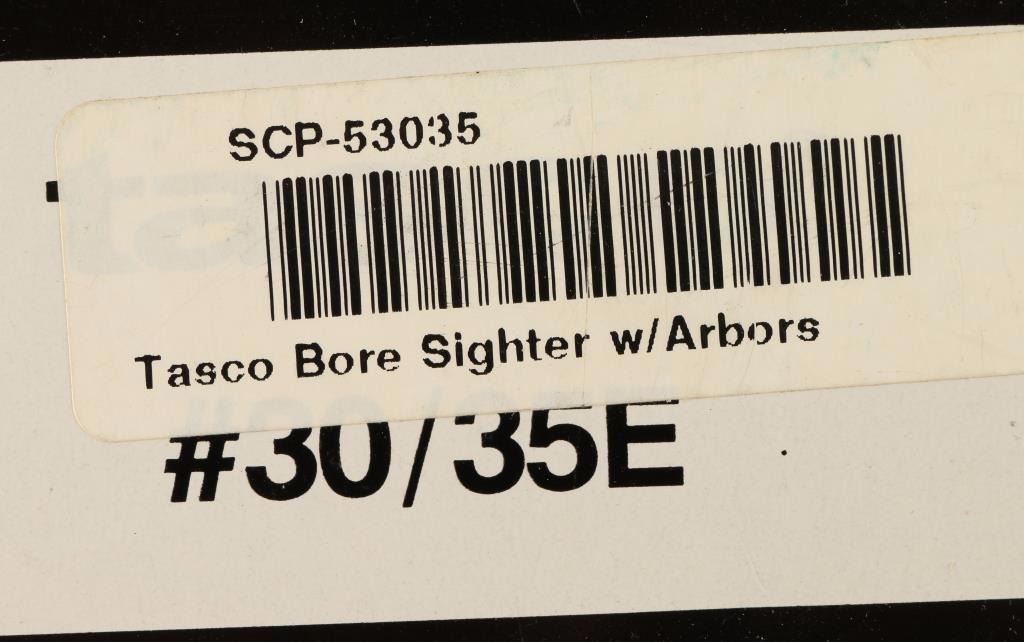 SCP-53035
Tasco Bore Sighter w/Arbors
#30/35E